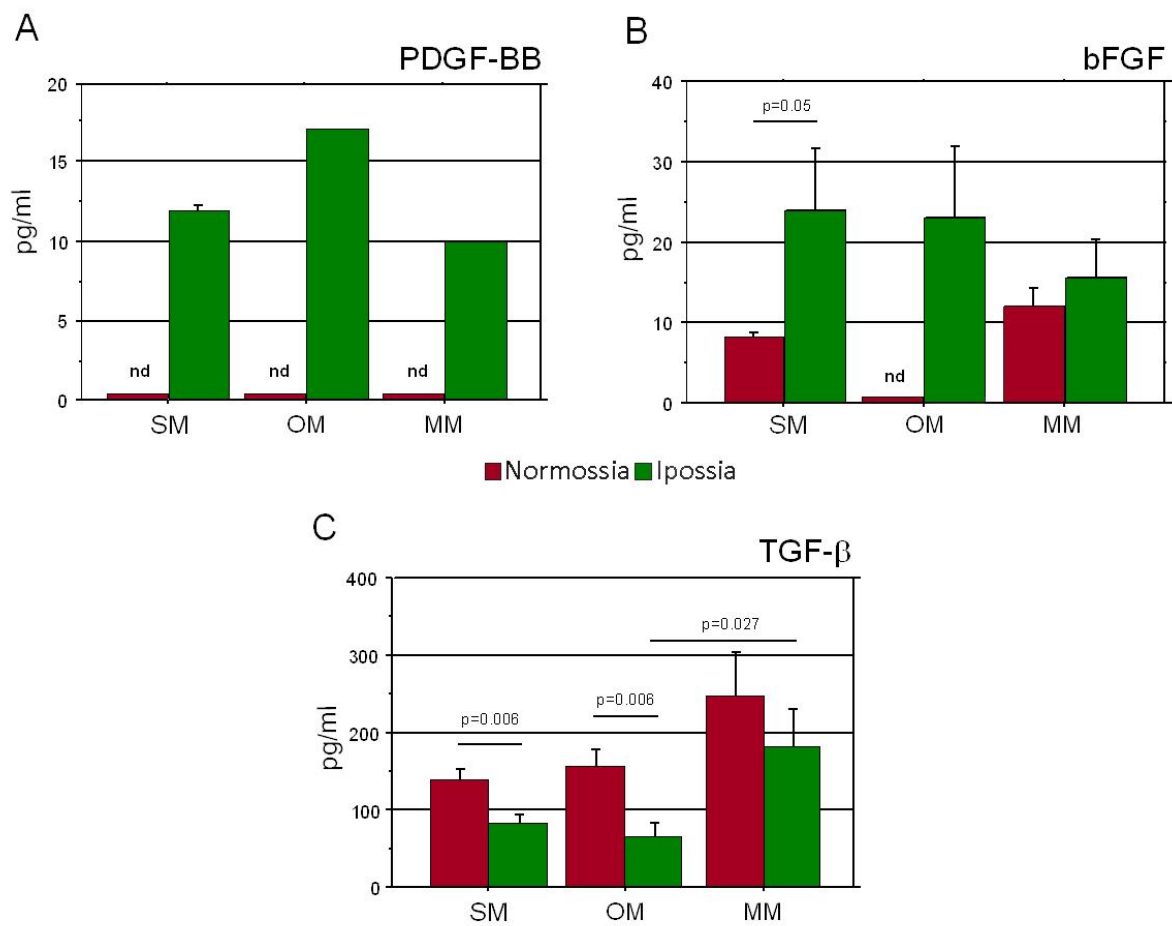 A
PDGF-BB
20
15
10
5
0
pg/ml
nd
nd
nd
SM
OM
MM
B
bFGF
40
30
20
10
0
pg/ml
p=0.05
nd
SM
OM
MM
Normossia
Ipossia
C
TGF-β
400
300
200
100
0
pg/ml
p=0.006
p=0.006
p=0.027
SM
OM
MM